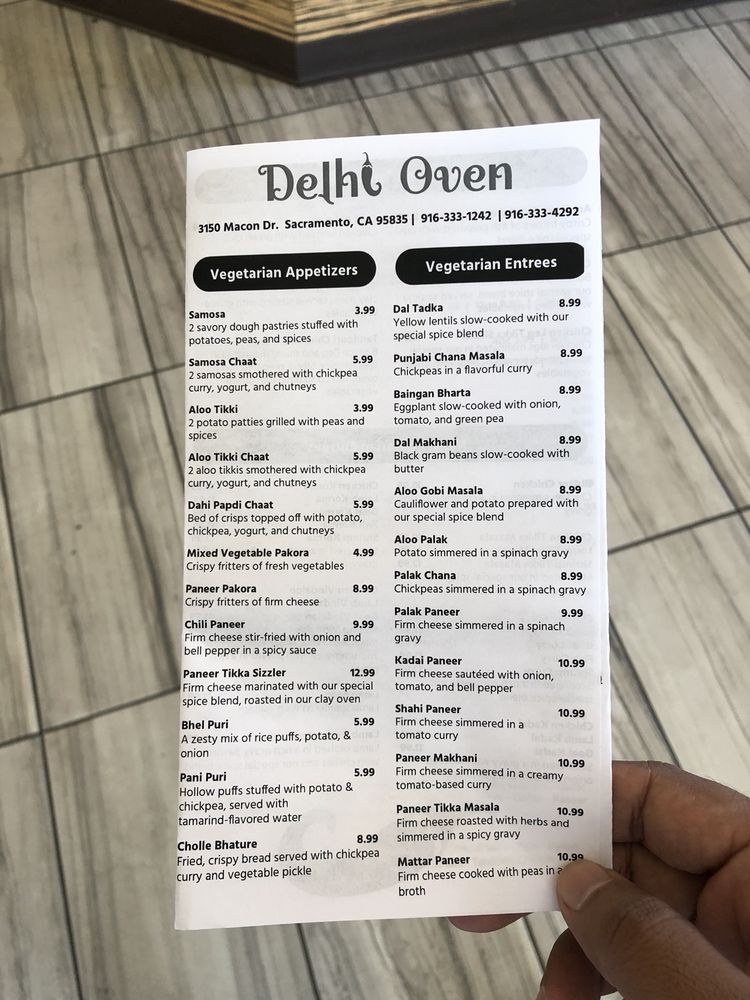 Delhi Oven
3150 Macon Dr. Sacramento, CA 95835 | 916-333-1242 | 916-333-4292
Vegetarian Appetizers
Samosa 3.99
2 savory dough pastries stuffed with
potatoes, peas, and spices
Samosa Chaat 5.99
2 samosas smothered with chickpea
curry, yogurt, and chutneys
Aloo Tikki 3.99
2 potato patties grilled with peas and
spices
Aloo Tikki Chaat 5.99
2 aloo tikkis smothered with chickpea
curry, yogurt, and chutneys
Dahi Papdi Chaat 5.99
Bed of crisps topped off with potato,
chickpea, yogurt, and chutneys
Mixed Vegetable Pakora 4.99
Crispy fritters of fresh vegetables
Paneer Pakora 8.99
Crispy fritters of firm cheese
Chili Paneer 9.99
Firm cheese stir-fried with onion and
bell pepper in a spicy sauce
Paneer Tikka Sizzler 12.99
Firm cheese marinated with our special
spice blend, roasted in our clay oven
Bhel Puri 5.99
A zesty mix of rice puffs, potato, &
onion
Pani Puri 5.99
Hollow puffs stuffed with potato &
chickpea, served with
tamarind-flavored water
Cholle Bhature 8.99
Fried, crispy bread served with chickpea
curry and vegetable pickle
Vegetarian Entrees
Dal Tadka 8.99
Yellow lentils slow-cooked with our
special spice blend
Punjabi Chana Masala 8.99
Chickpeas in a flavorful curry
Baingan Bharta 8.99
Eggplant slow-cooked with onion,
tomato, and green pea
Dal Makhani 8.99
Black gram beans slow-cooked with
butter
Aloo Gobi Masala 8.99
Cauliflower and potato prepared with
our special spice blend
Aloo Palak 8.99
Potato simmered in a spinach gravy
Palak Chana 8.99
Chickpeas simmered in a spinach gravy
Palak Paneer 9.99
Firm cheese simmered in a spinach
gravy
Kadai Paneer 10.99
Firm cheese sautéed with onion,
tomato, and bell pepper
Shahi Paneer 10.99
Firm cheese simmered in a
tomato curry
Paneer Makhani 10.99
Firm cheese simmered in a creamy
tomato-based curry
Paneer Tikka Masala 10.99
Firm cheese roasted with herbs and
simmered in a spicy gravy
Mattar Paneer 10.99
Firm cheese cooked with peas in a
broth